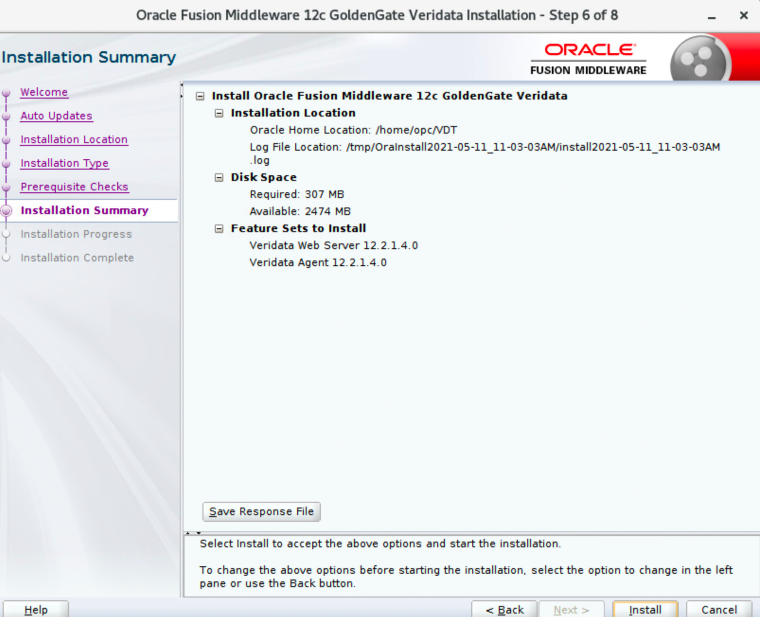 Oracle Fusion Middleware 12c GoldenGate Veridata Installation - Step 6 of 8
Installation Summary
ORACLE
FUSION MIDDLEWARE
Welcome
Auto Updates
Installation Location
Installation Type
Prerequisite Checks
Installation Summary
Installation Progress
Installation Complete
Install Oracle Fusion Middleware 12c GoldenGate Veridata
Installation Location
Oracle Home Location: /home/opc/VDT
Log File Location: /tmp/OraInstall2021-05-11_11-03-03AM/install2021-05-11_11-03-03AM
.log
Disk Space
Required: 307 MB
Available: 2474 MB
Feature Sets to Install
Veridata Web Server 12.2.1.4.0
Veridata Agent 12.2.1.4.0
Save Response File
Select Install to accept the above options and start the installation.
To change the above options before starting the installation, select the option to change in the left
pane or use the Back button.
Help
< Back
Next >
Install
Cancel